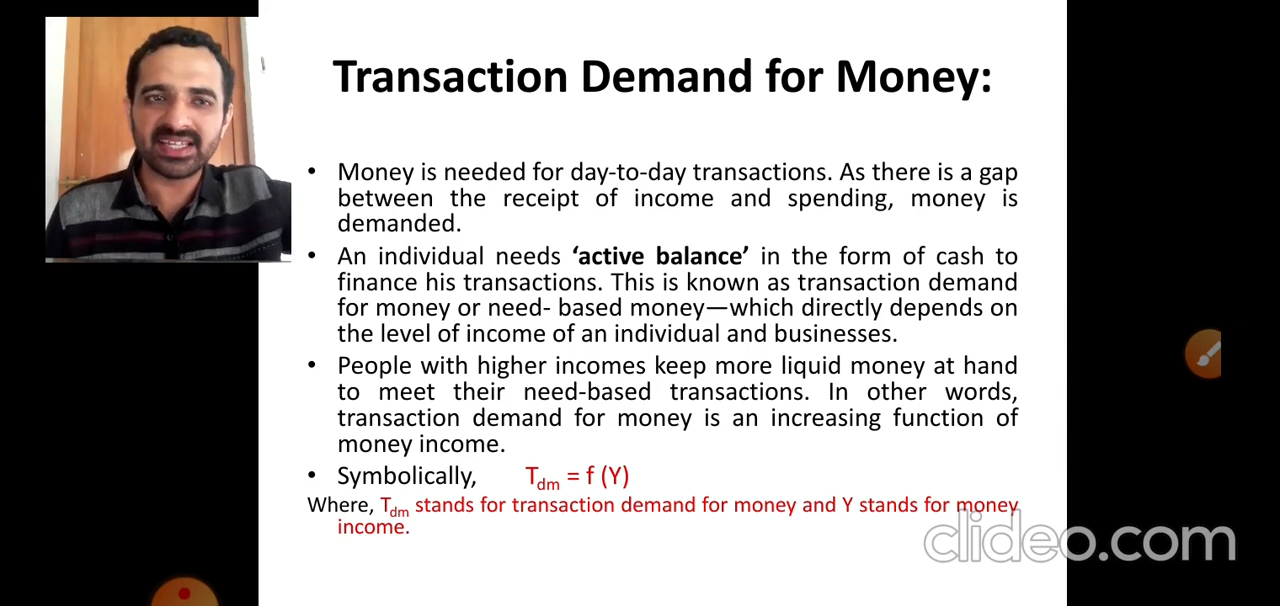 Transaction Demand for Money:
• Money is needed for day-to-day transactions. As there is a gap
between the receipt of income and spending, money is
demanded.
• An individual needs ‘active balance’ in the form of cash to
finance his transactions. This is known as transaction demand
for money or need- based money—which directly depends on
the level of income of an individual and businesses.
• People with higher incomes keep more liquid money at hand
to meet their need-based transactions. In other words,
transaction demand for money is an increasing function of
money income.
• Symbolically, Tdm = f (Y)
Where, Tdm stands for transaction demand for money and Y stands for money
income.
clideo.com